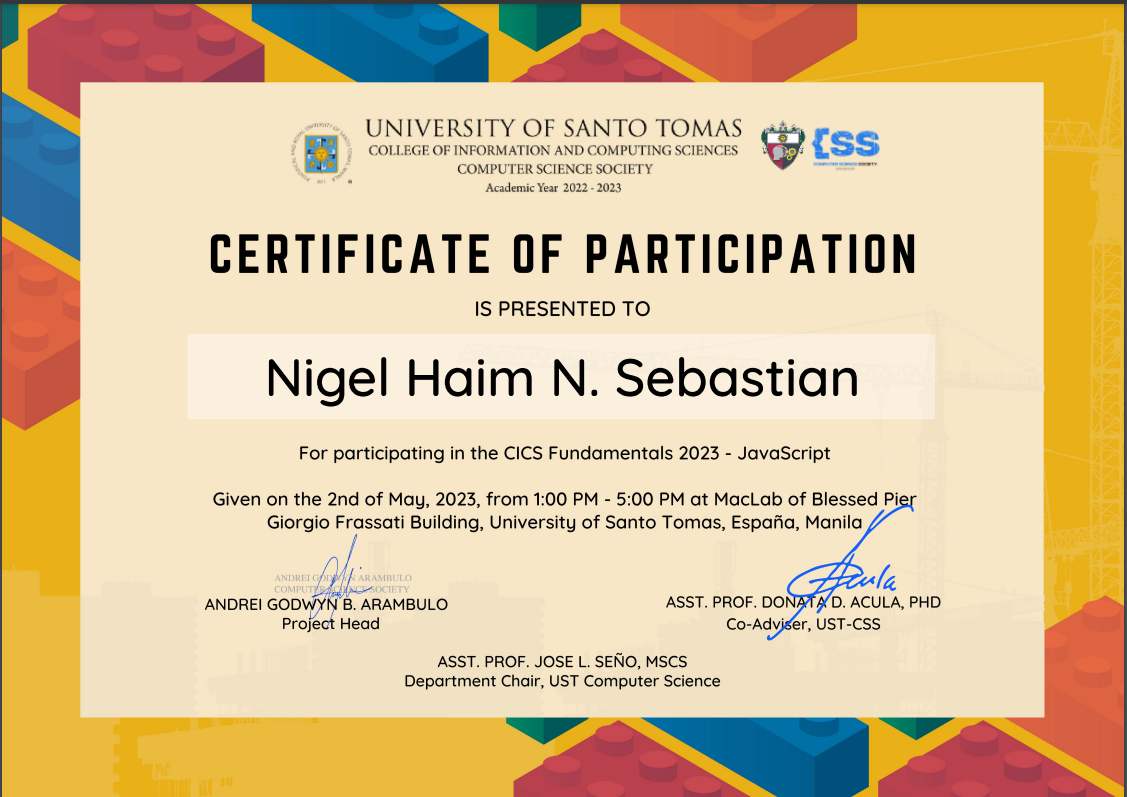 UNIVERSITY OF SANTO TOMAS
COLLEGE OF INFORMATION AND COMPUTING SCIENCES
COMPUTER SCIENCE SOCIETY
Academic Year 2022 - 2023
CSS
COMPUTER SCIENCE SOCIETY
CERTIFICATE OF PARTICIPATION
IS PRESENTED TO
Nigel Haim N. Sebastian
For participating in the CICS Fundamentals 2023 - JavaScript
Given on the 2nd of May, 2023, from 1:00 PM - 5:00 PM at MacLab of Blessed Pier
Giorgio Frassati Building, University of Santo Tomas, España, Manila
ANDREI GODWYN ARAMBULO
COMPUTER SCIENCE SOCIETY
ANDREI GODWYN B. ARAMBULO
Project Head
Acula
ASST. PROF. DONATA D. ACULA, PHD
Co-Adviser, UST-CSS
ASST. PROF. JOSE L. SEÑO, MSCS
Department Chair, UST Computer Science